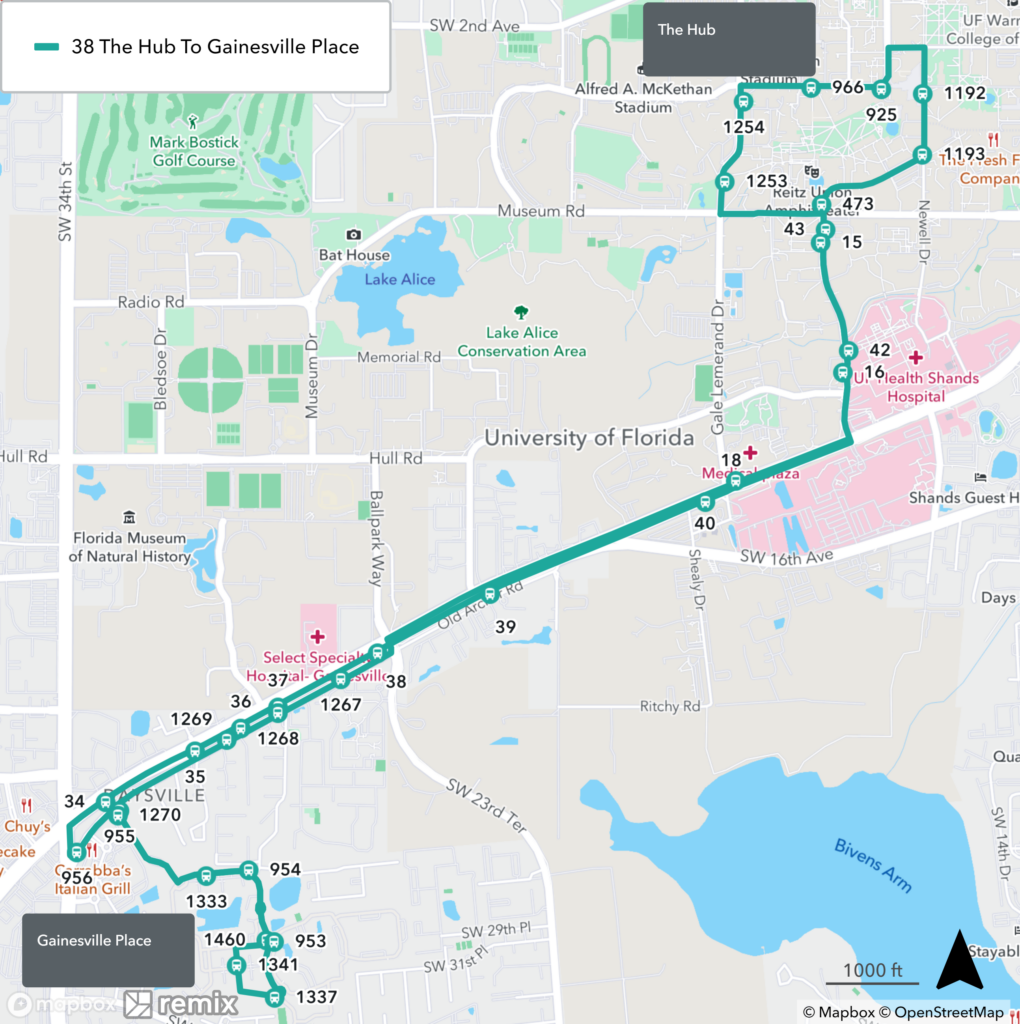 38 The Hub To Gainesville Place
SW 2nd Ave
The Hub
UF Warr
College of
Stadium
966
Alfred A. McKethan
Stadium
1192
925
1254
Mark Bostick
Golf Course
1193
The Fresh F
Compan
SW 34th St
1253
Reitz Union
Amphitheater
473
Museum Rd
43
15
Newell Dr
Bat House
Lake Alice
Radio Rd
Gale Lemerand Dr
Lake Alice
Conservation Area
Bledsoe Dr
Museum Dr
Memorial Rd
42
16
UF Health Shands
Hospital
University of Florida
Hull Rd
Hull Rd
18
Medical Plaza
Shands Guest H
Ballpark Way
40
Florida Museum
of Natural History
SW 16th Ave
Shealy Dr
Old Archer Rd
39
Days
Select Specialty
Hospital- Gainesville
37
38
36
1267
Ritchy Rd
1269
1268
35
Qua
34
DAYSVILLE
1270
SW 23rd Ter
Chuy's
ecake
955
SW 14th Dr
Bivens Arm
956
Carrabba's
Italian Grill
954
1333
Gainesville Place
1460
953
SW 29th Pl
SW 31st Pl
1341
Stayabl
1000 ft
1337
mapbox
remix
© Mapbox © OpenStreetMap